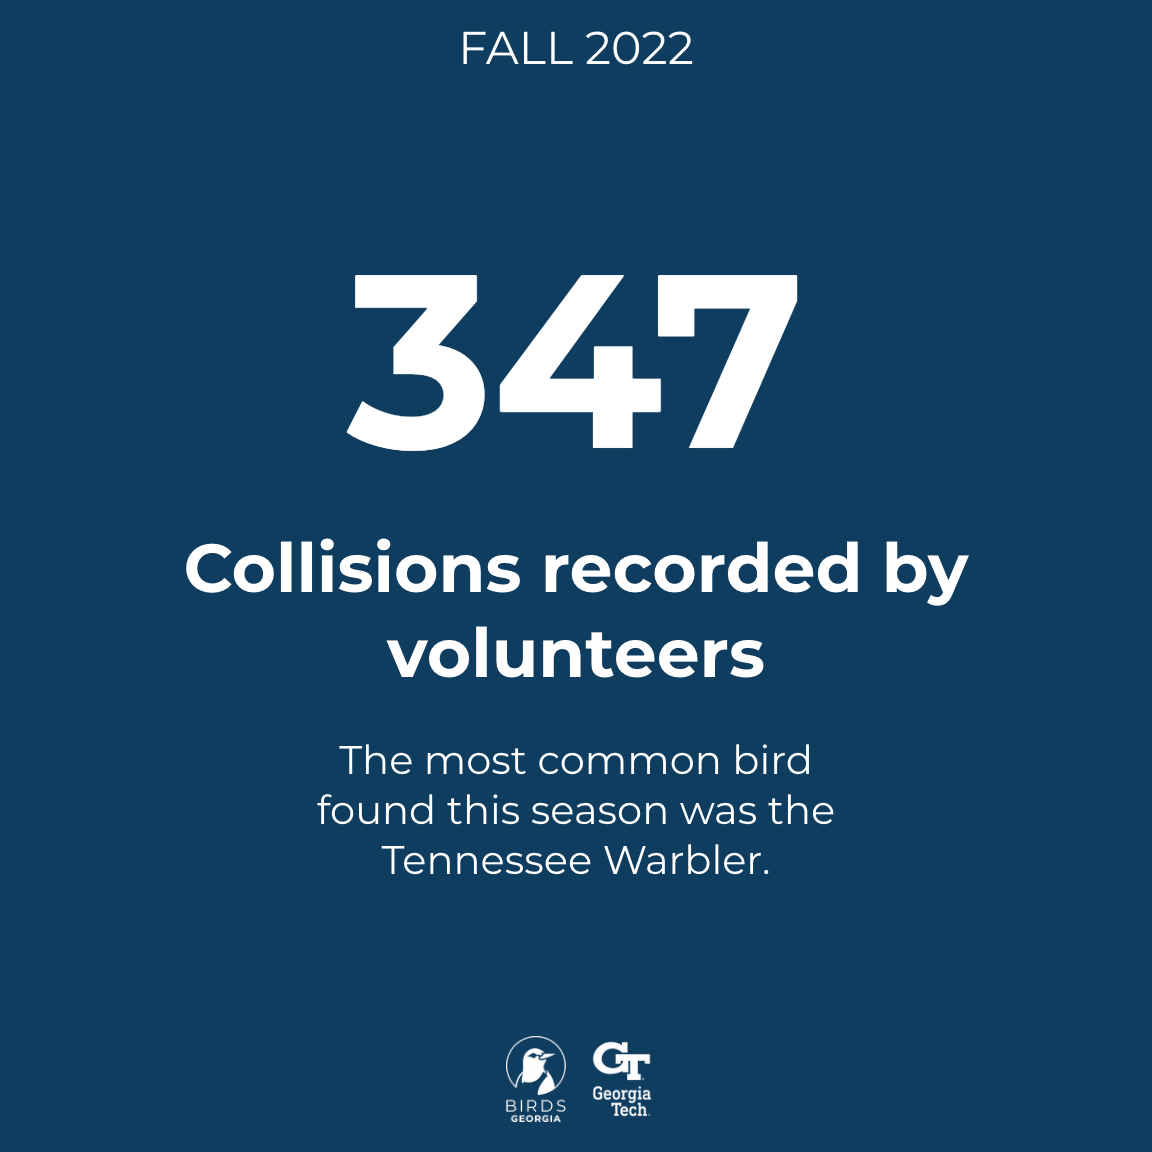 FALL 2022
347
Collisions recorded by
volunteers
The most common bird
found this season was the
Tennessee Warbler.
BIRDS
GEORGIA
GT
Georgia
Tech